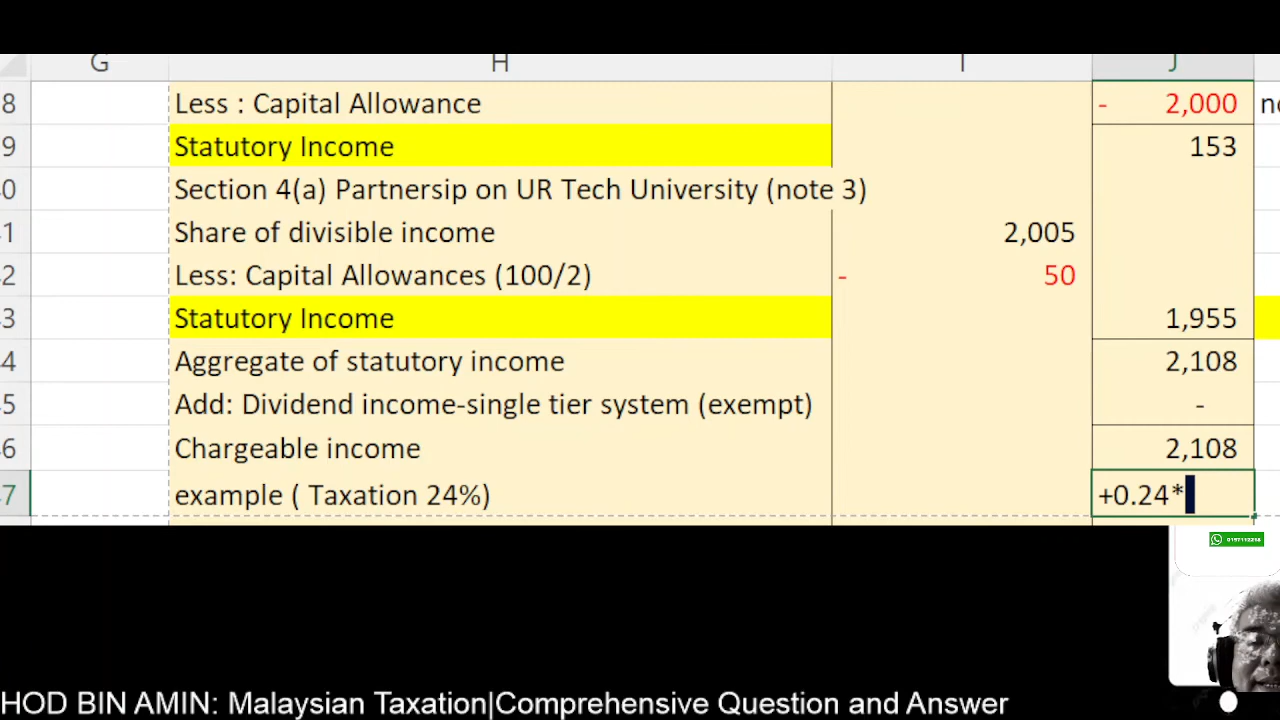 G H I J
8 Less : Capital Allowance - 2,000
9 Statutory Income 153
0 Section 4(a) Partnersip on UR Tech University (note 3)
1 Share of divisible income 2,005
2 Less: Capital Allowances (100/2) - 50
3 Statutory Income 1,955
4 Aggregate of statutory income 2,108
5 Add: Dividend income-single tier system (exempt) -
6 Chargeable income 2,108
7 example ( Taxation 24%) +0.24*
HOD BIN AMIN: Malaysian Taxation|Comprehensive Question and Answer